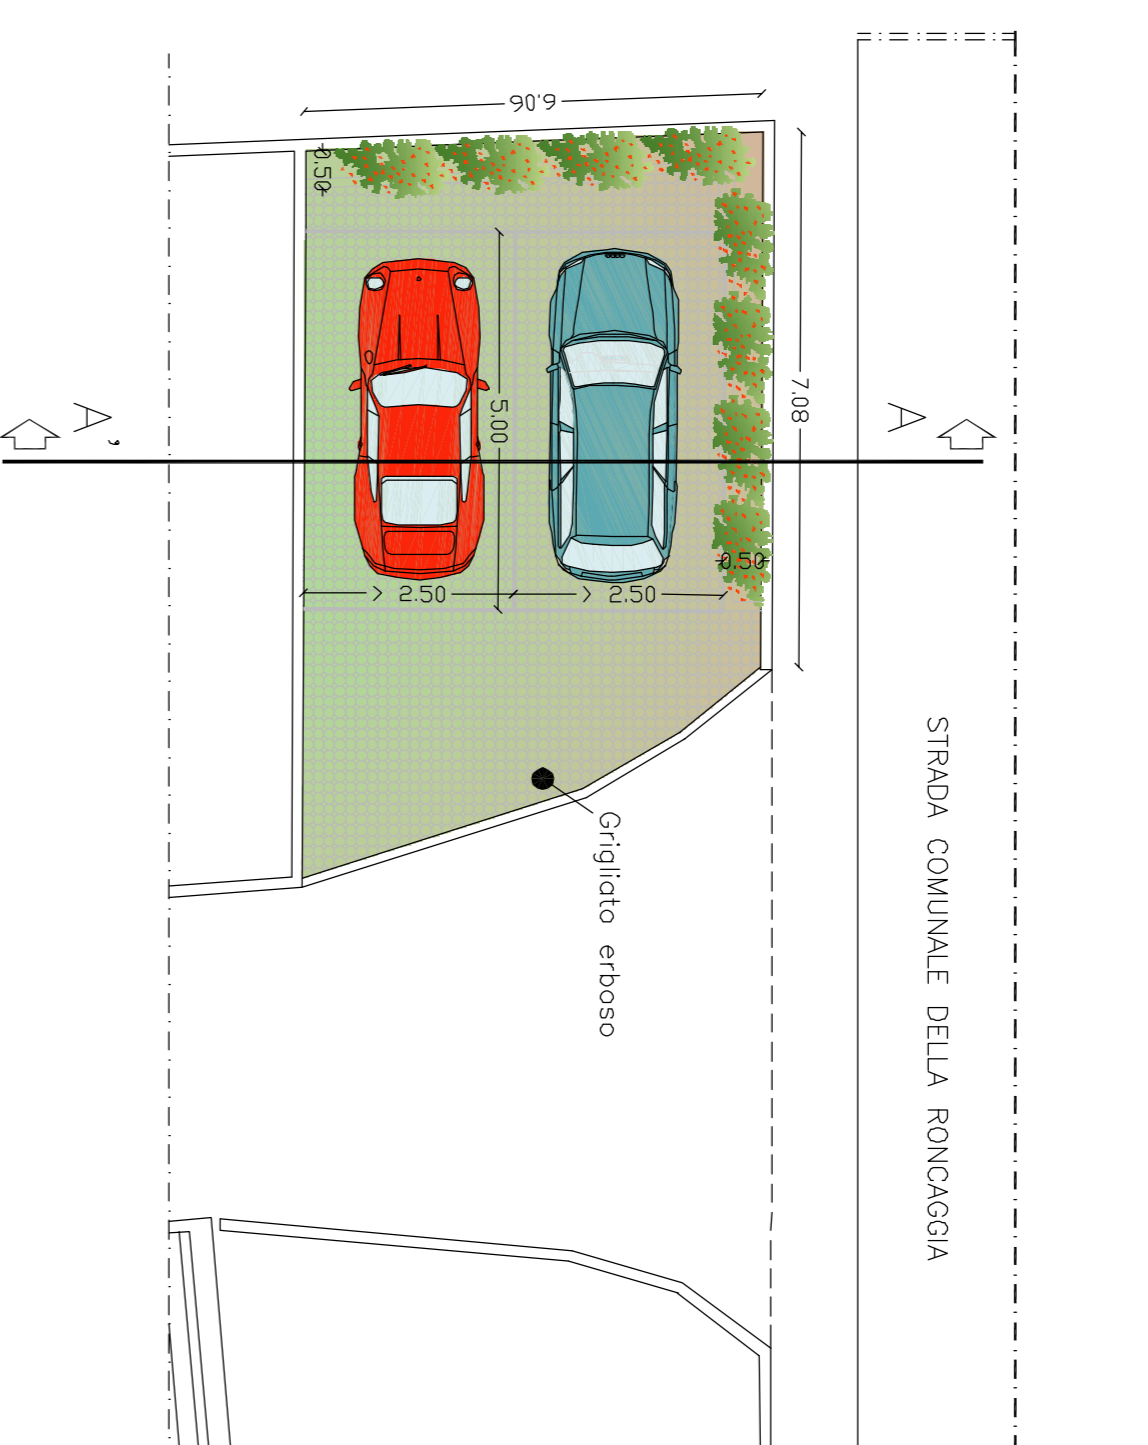 6.06
0.50
7.08
A
A'
5.00
0.50
> 2.50
> 2.50
STRADA COMUNALE DELLA RONCAGGIA
Grigliato erboso